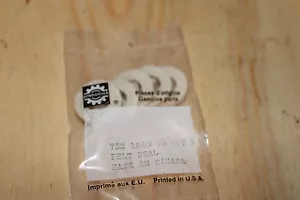 Pièces d'origine
Genuine parts
FELT SEAL
MADE IN CANADA
Imprimé aux E.U. Printed in U.S.A.